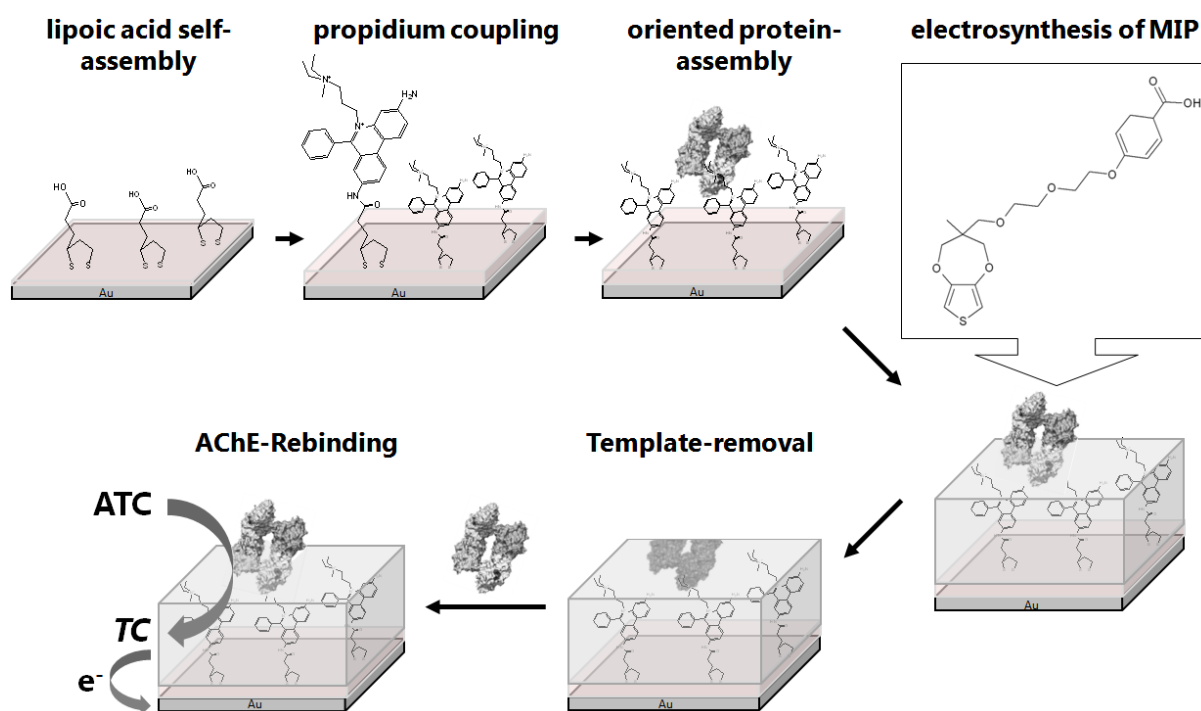 lipoic acid self-
assembly
propidium coupling
oriented protein-
assembly
electrosynthesis of MIP
HO
O
HO
O
HO
O
S
S
S
S
S
S
Au
N+
H2N
N+
HN
O
S
S
Au
Au
O
OH
O
O
O
O
O
S
AChE-Rebinding
Template-removal
ATC
TC
e-
Au
Au
Au